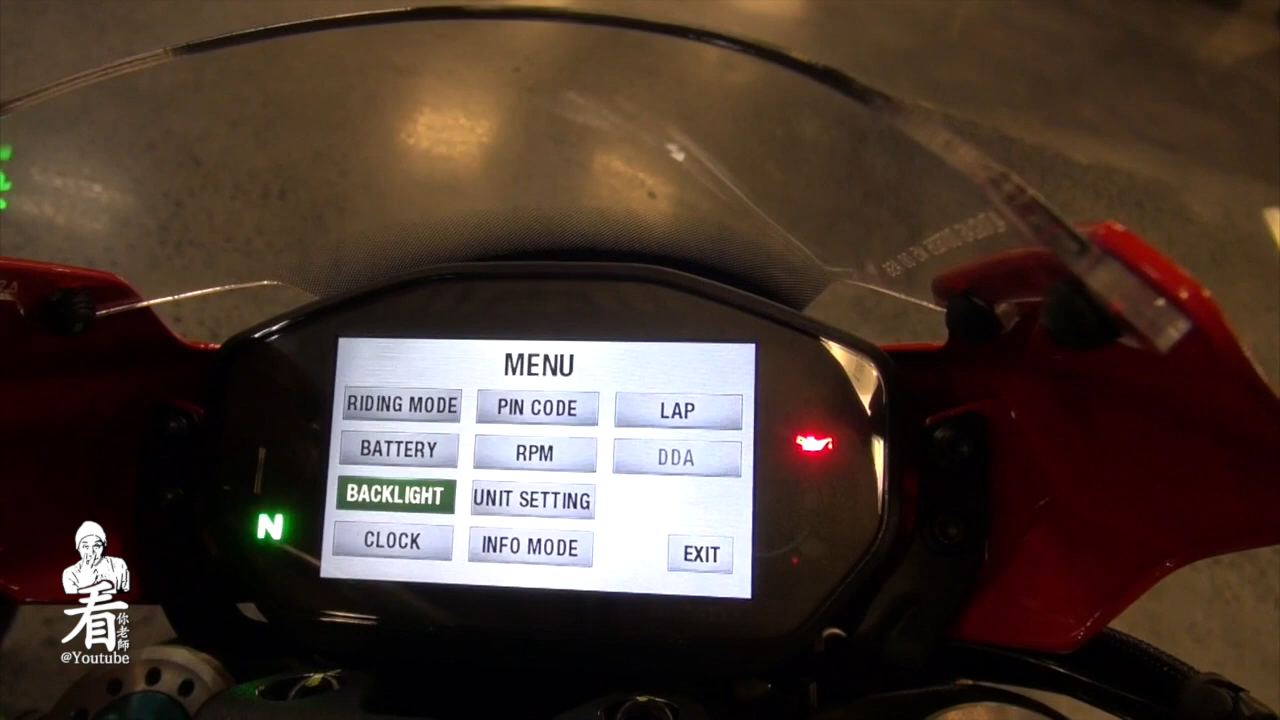 MENU
RIDING MODE PIN CODE LAP
BATTERY RPM DDA
BACKLIGHT UNIT SETTING
CLOCK INFO MODE EXIT
N
看
你老師
@Youtube